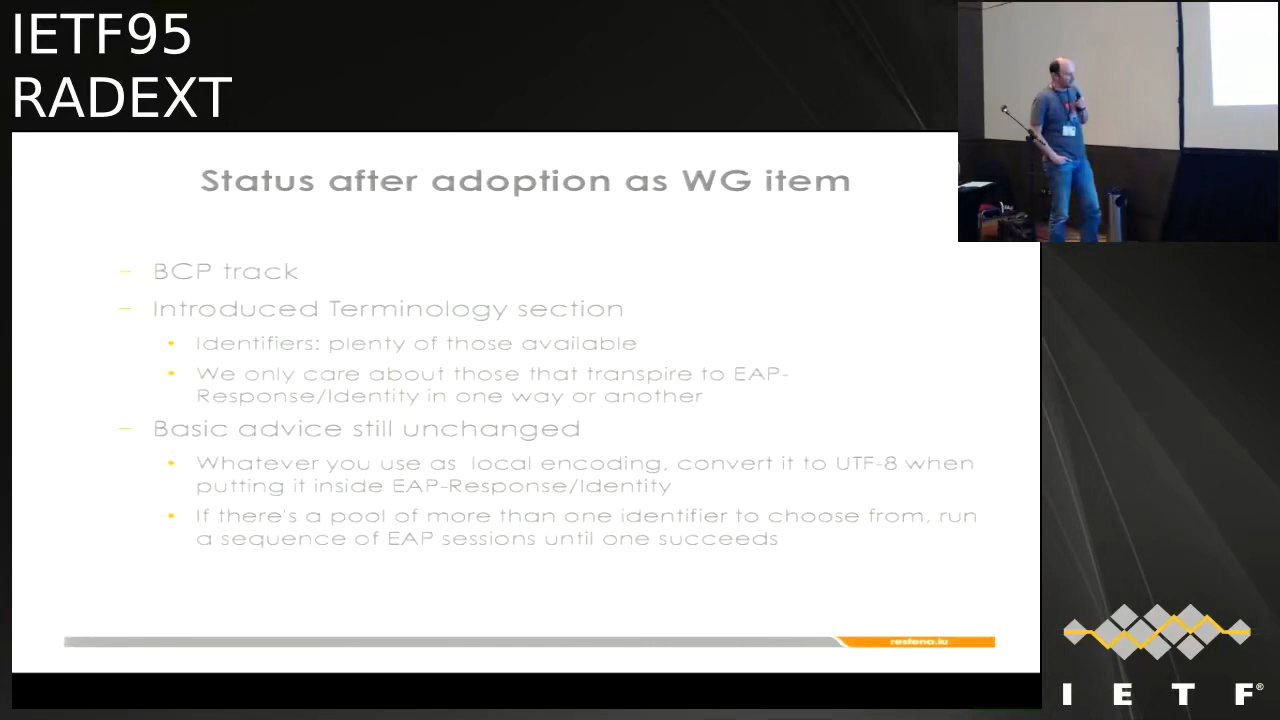 IETF95
RADEXT
Status after adoption as WG item
– BCP track
– Introduced Terminology section
• Identifiers: plenty of those available
• We only care about those that transpire to EAP-
Response/Identity in one way or another
– Basic advice still unchanged
• Whatever you use as local encoding, convert it to UTF-8 when
putting it inside EAP-Response/Identity
• If there's a pool of more than one identifier to choose from, run
a sequence of EAP sessions until one succeeds
restena.lu
I E T F®